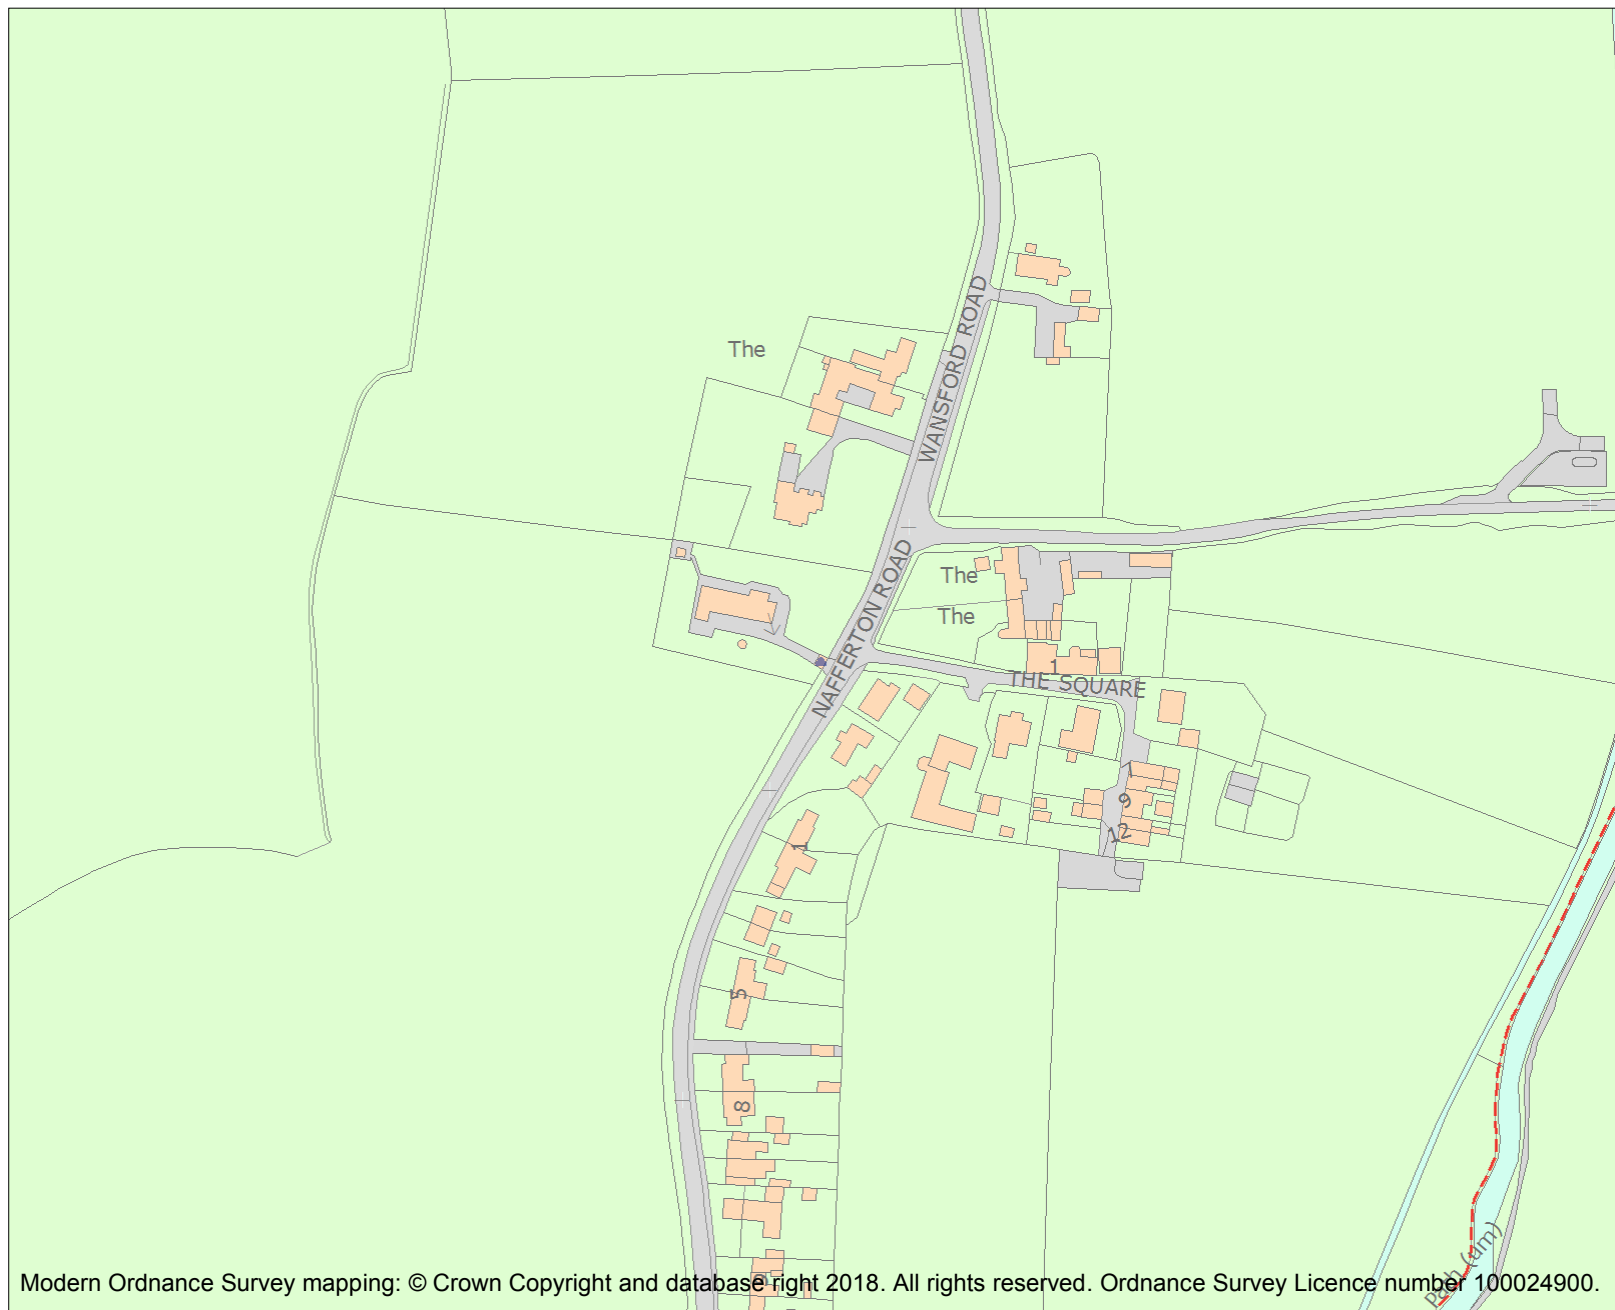 WANSFORD ROAD
The
NAFFERTON ROAD
The
The
1
THE SQUARE
1
9
12
1
5
8
Path (um)
Modern Ordnance Survey mapping: © Crown Copyright and database right 2018. All rights reserved. Ordnance Survey Licence number 100024900.